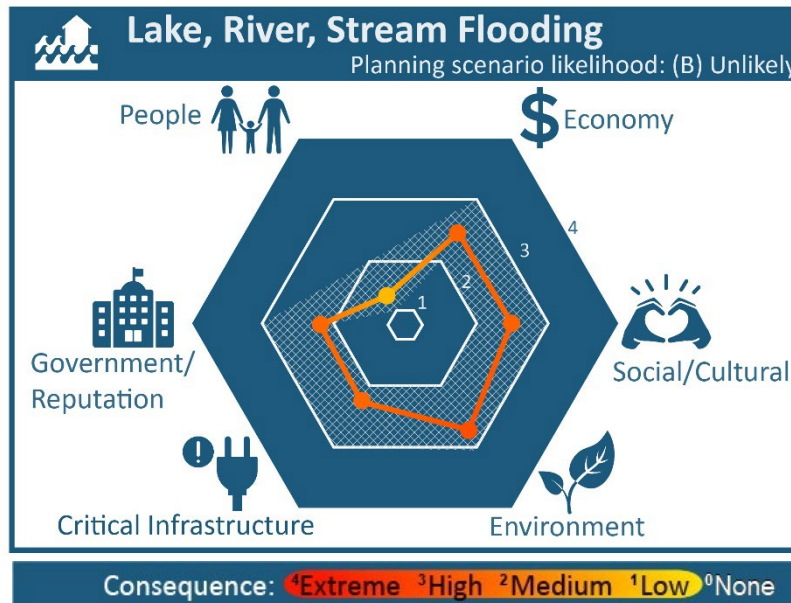 Lake, River, Stream Flooding
Planning scenario likelihood: (B) Unlikely
People
$ Economy
4
3
2
1
Government/
Reputation
Social/Cultural
!
Critical Infrastructure
Environment
Consequence: ⁴Extreme ³High ²Medium ¹Low ⁰None